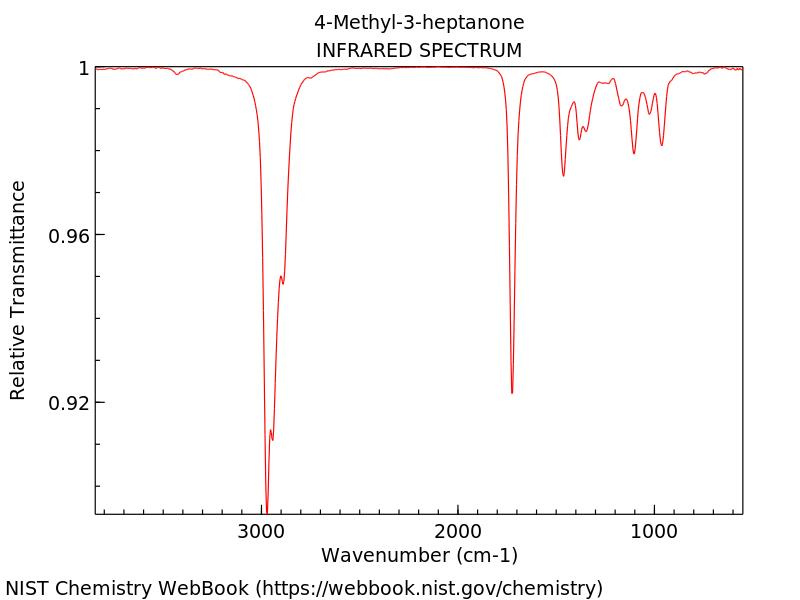 4-Methyl-3-heptanone
INFRARED SPECTRUM
1
0.96
0.92
Relative Transmittance
3000 2000 1000
Wavenumber (cm-1)
NIST Chemistry WebBook (https://webbook.nist.gov/chemistry)